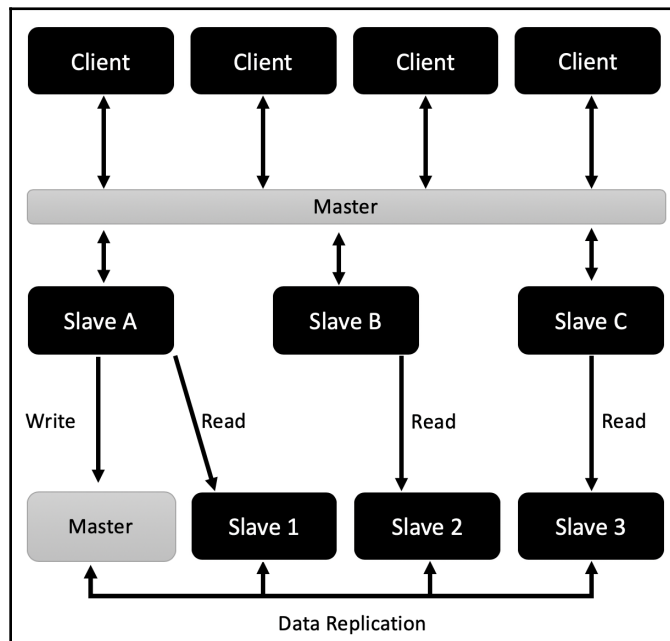 Client
Client
Client
Client
Master
Slave A
Slave B
Slave C
Write
Read
Read
Read
Master
Slave 1
Slave 2
Slave 3
Data Replication